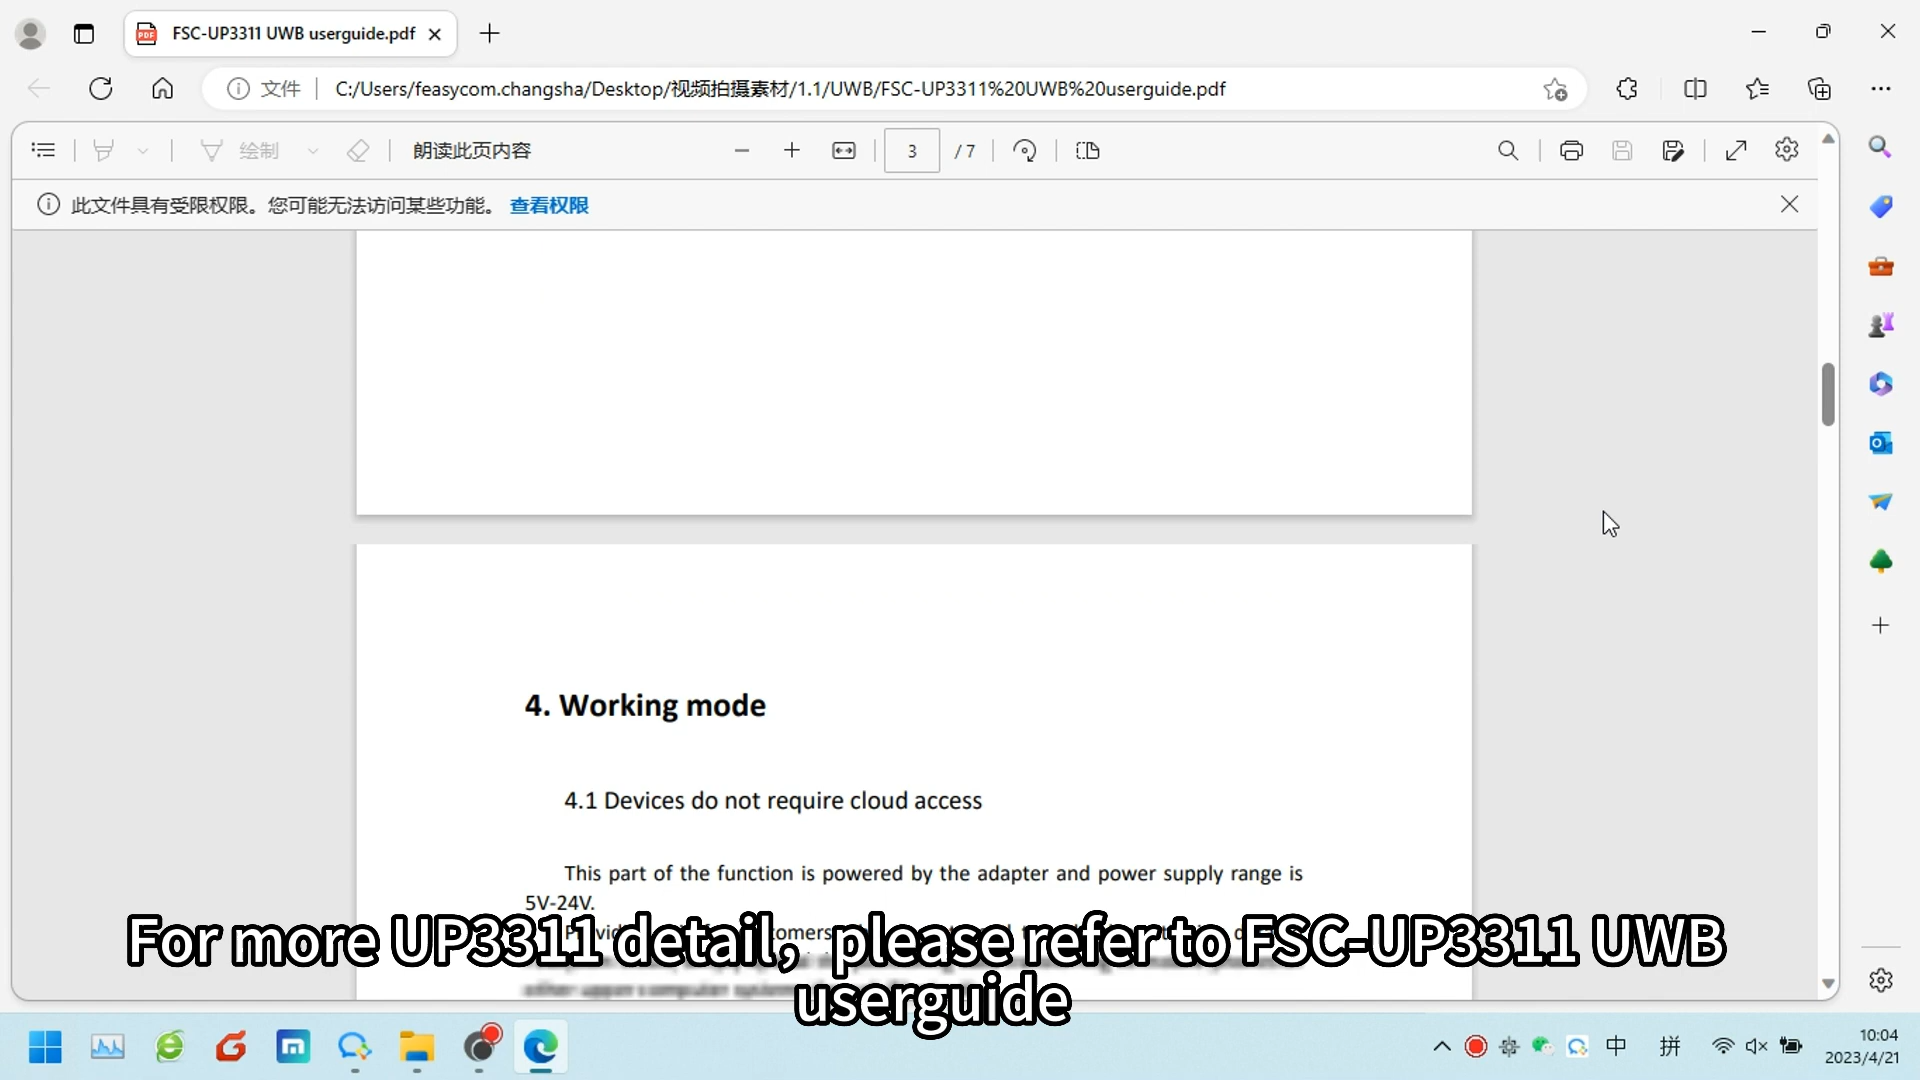 FSC-UP3311 UWB userguide.pdf
文件
C:/Users/feasycom.changsha/Desktop/视频拍摄素材/1.1/UWB/FSC-UP3311%20UWB%20userguide.pdf
绘制
朗读此页内容
3 / 7
此文件具有受限权限。您可能无法访问某些功能。 查看权限
4. Working mode
4.1 Devices do not require cloud access
This part of the function is powered by the adapter and power supply range is
5V-24V.
For more UP3311 detail，please refer to FSC-UP3311 UWB
userguide
中
拼
10:04
2023/4/21